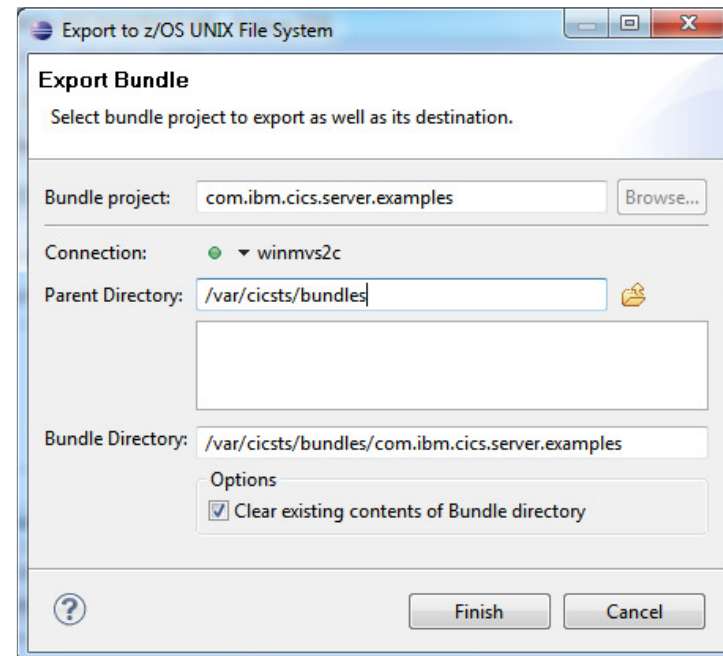 Export to z/OS UNIX File System
Export Bundle
Select bundle project to export as well as its destination.
Bundle project: com.ibm.cics.server.examples Browse...
Connection: winmvs2c
Parent Directory: /var/cicsts/bundles
Bundle Directory: /var/cicsts/bundles/com.ibm.cics.server.examples
Options
Clear existing contents of Bundle directory
Finish Cancel